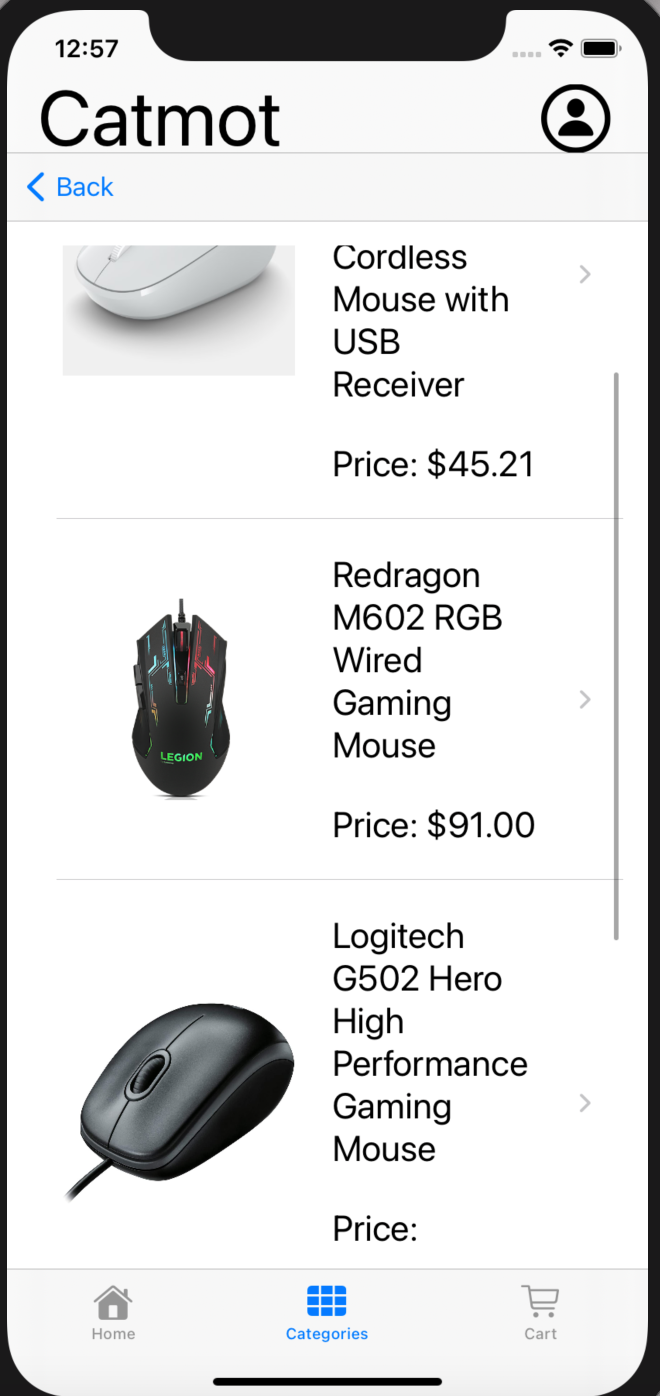 12:57
Catmot
Back
Cordless
Mouse with
USB
Receiver
Price: $45.21
Redragon
M602 RGB
Wired
Gaming
Mouse
Price: $91.00
LEGION
Logitech
G502 Hero
High
Performance
Gaming
Mouse
Price:
Home
Categories
Cart